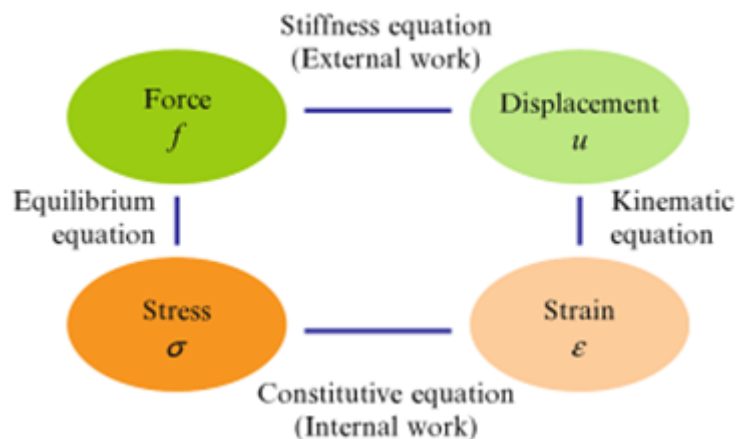 Stiffness equation
(External work)
Force
f
Displacement
u
Equilibrium
equation
Kinematic
equation
Stress
σ
Strain
ε
Constitutive equation
(Internal work)